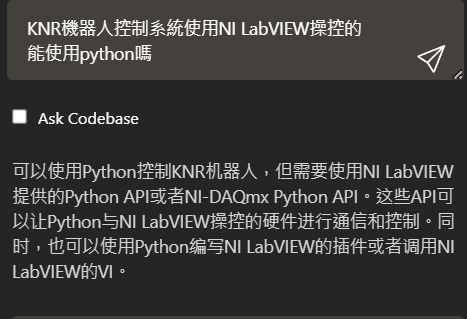 KNR機器人控制系統使用NI LabVIEW操控的
能使用python嗎
Ask Codebase
可以使用Python控制KNR机器人，但需要使用NI LabVIEW
提供的Python API或者NI-DAQmx Python API。这些API可
以让Python与NI LabVIEW操控的硬件进行通信和控制。同
时，也可以使用Python编写NI LabVIEW的插件或者调用NI
LabVIEW的VI。